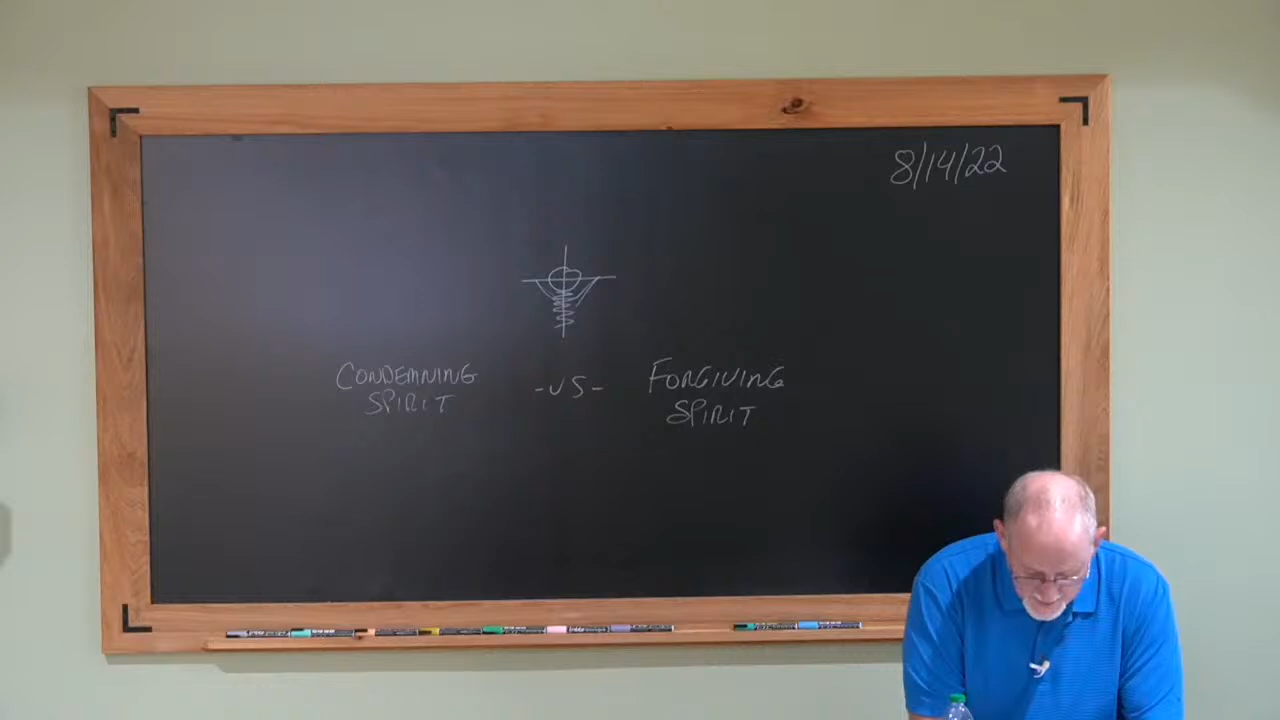 8/14/22
CONDEMNING
SPIRIT
-VS-
FORGIVING
SPIRIT